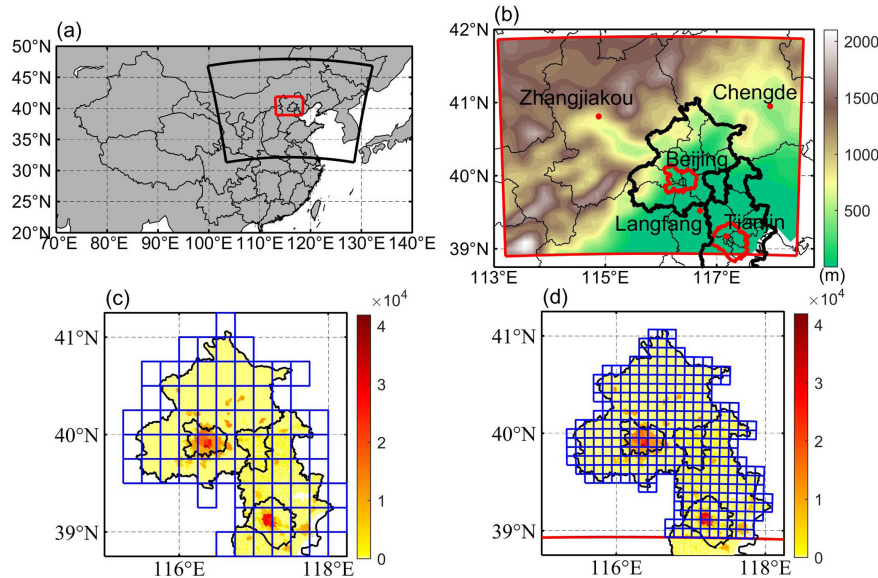 (a)
50°N
45°N
40°N
35°N
30°N
25°N
20°N
70°E
80°E
90°E
100°E
110°E
120°E
130°E
140°E
(b)
42°N
41°N
40°N
39°N
113°E
115°E
117°E
Zhangjiakou
Chengde
Beijing
Langfang
Tianjin
2000
1500
1000
500
(m)
(c)
41°N
40°N
39°N
116°E
118°E
×10⁴
4
3
2
1
0
(d)
41°N
40°N
39°N
116°E
118°E
×10⁴
4
3
2
1
0